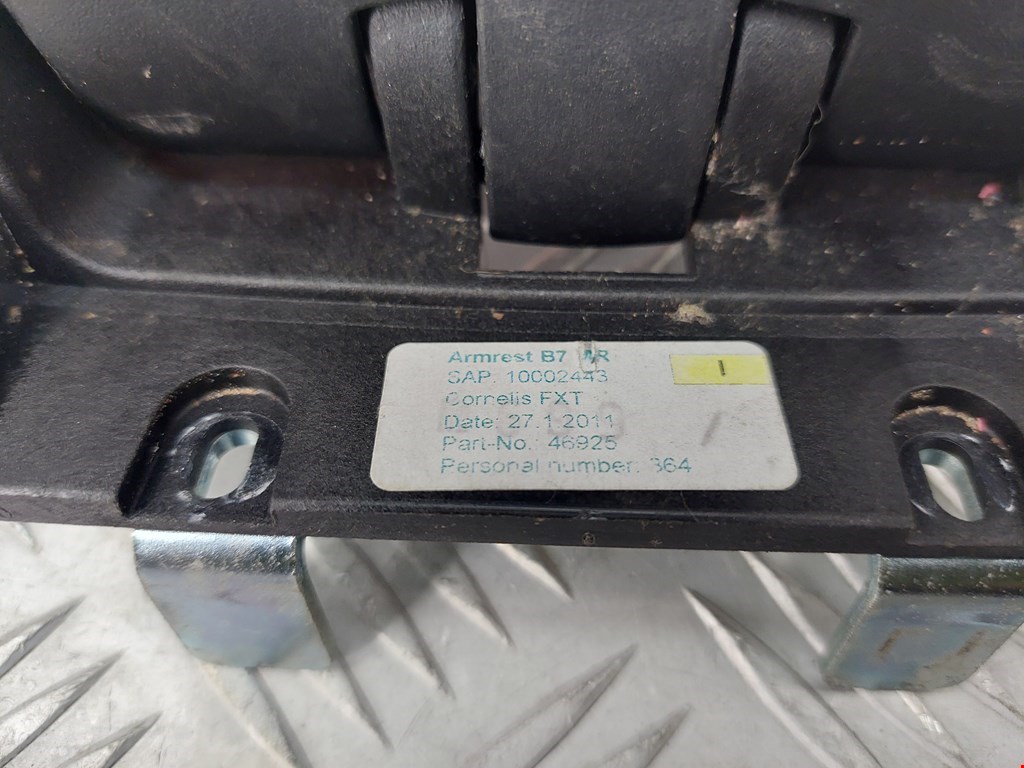 Armrest B7
SAP: 10002443
Cornelis FXT
Date: 27.1.2011
Part-No.: 46925
Personal number: 364